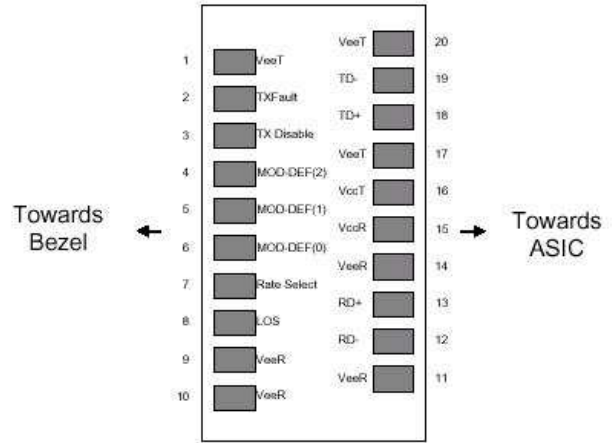 VeeT 20
1 VeeT
TD- 19
2 TXFault
TD+ 18
3 TX Disable
VeeT 17
4 MOD-DEF(2)
VccT 16
5 MOD-DEF(1)
Towards
Bezel
VccR 15
Towards
ASIC
6 MOD-DEF(0)
VeeR 14
7 Rate Select
RD+ 13
8 LOS
RD- 12
9 VeeR
VeeR 11
10 VeeR